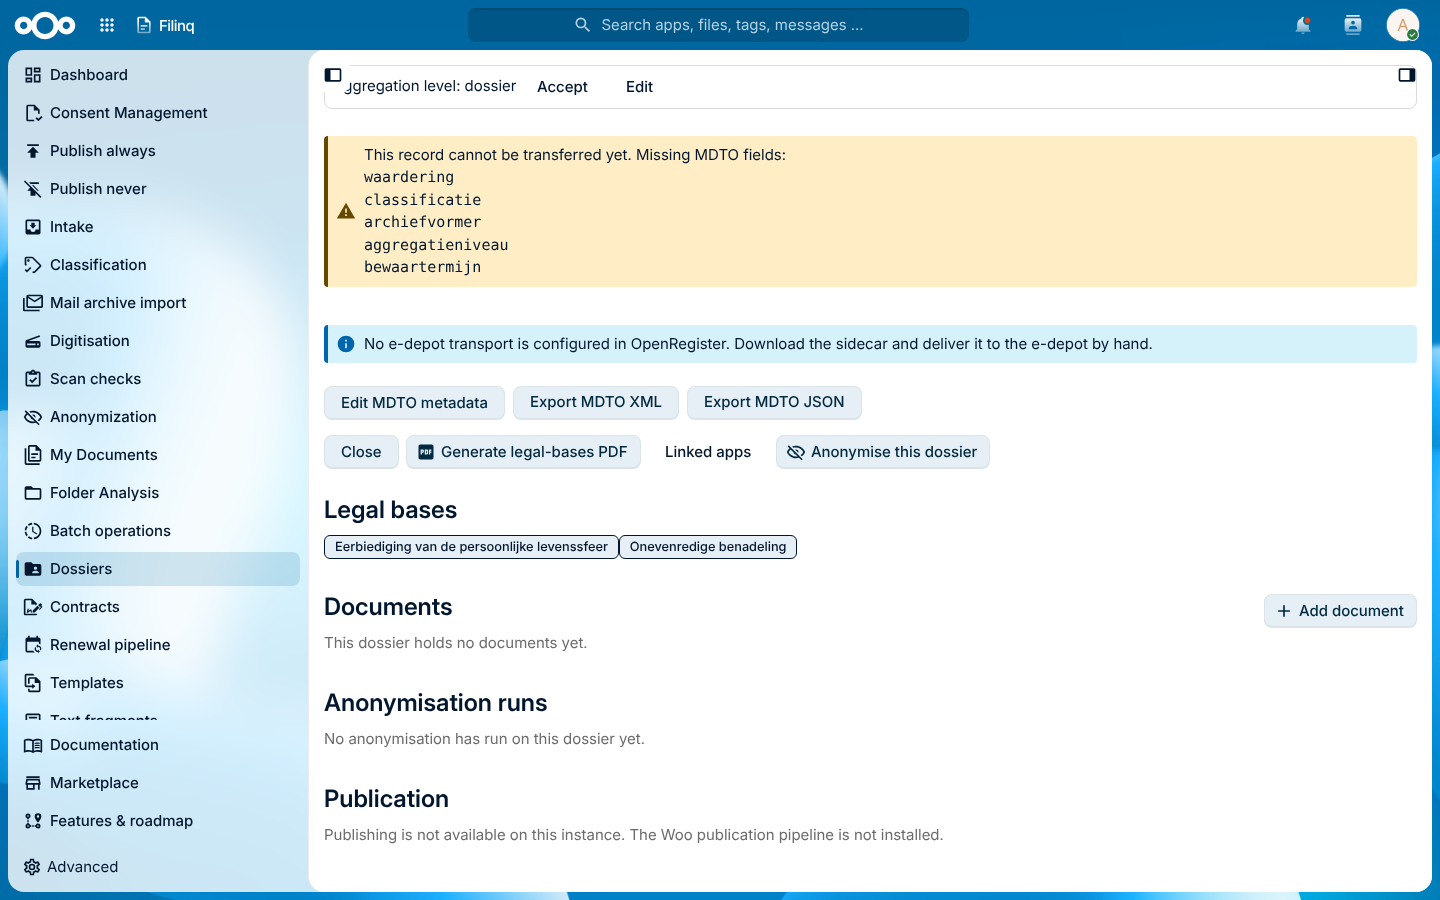 Filinq
Search apps, files, tags, messages ...
A
Dashboard
Consent Management
Publish always
Publish never
Intake
Classification
Mail archive import
Digitisation
Scan checks
Anonymization
My Documents
Folder Analysis
Batch operations
Dossiers
Contracts
Renewal pipeline
Templates
Text fragments
Documentation
Marketplace
Features & roadmap
Advanced
ggregation level: dossier Accept Edit
This record cannot be transferred yet. Missing MDTO fields:
waardering
classificatie
archiefvormer
aggregatieniveau
bewaartermijn
No e-depot transport is configured in OpenRegister. Download the sidecar and deliver it to the e-depot by hand.
Edit MDTO metadata Export MDTO XML Export MDTO JSON
Close PDF Generate legal-bases PDF Linked apps Anonymise this dossier
Legal bases
Eerbiediging van de persoonlijke levenssfeer Onevenredige benadeling
Documents
Add document
This dossier holds no documents yet.
Anonymisation runs
No anonymisation has run on this dossier yet.
Publication
Publishing is not available on this instance. The Woo publication pipeline is not installed.